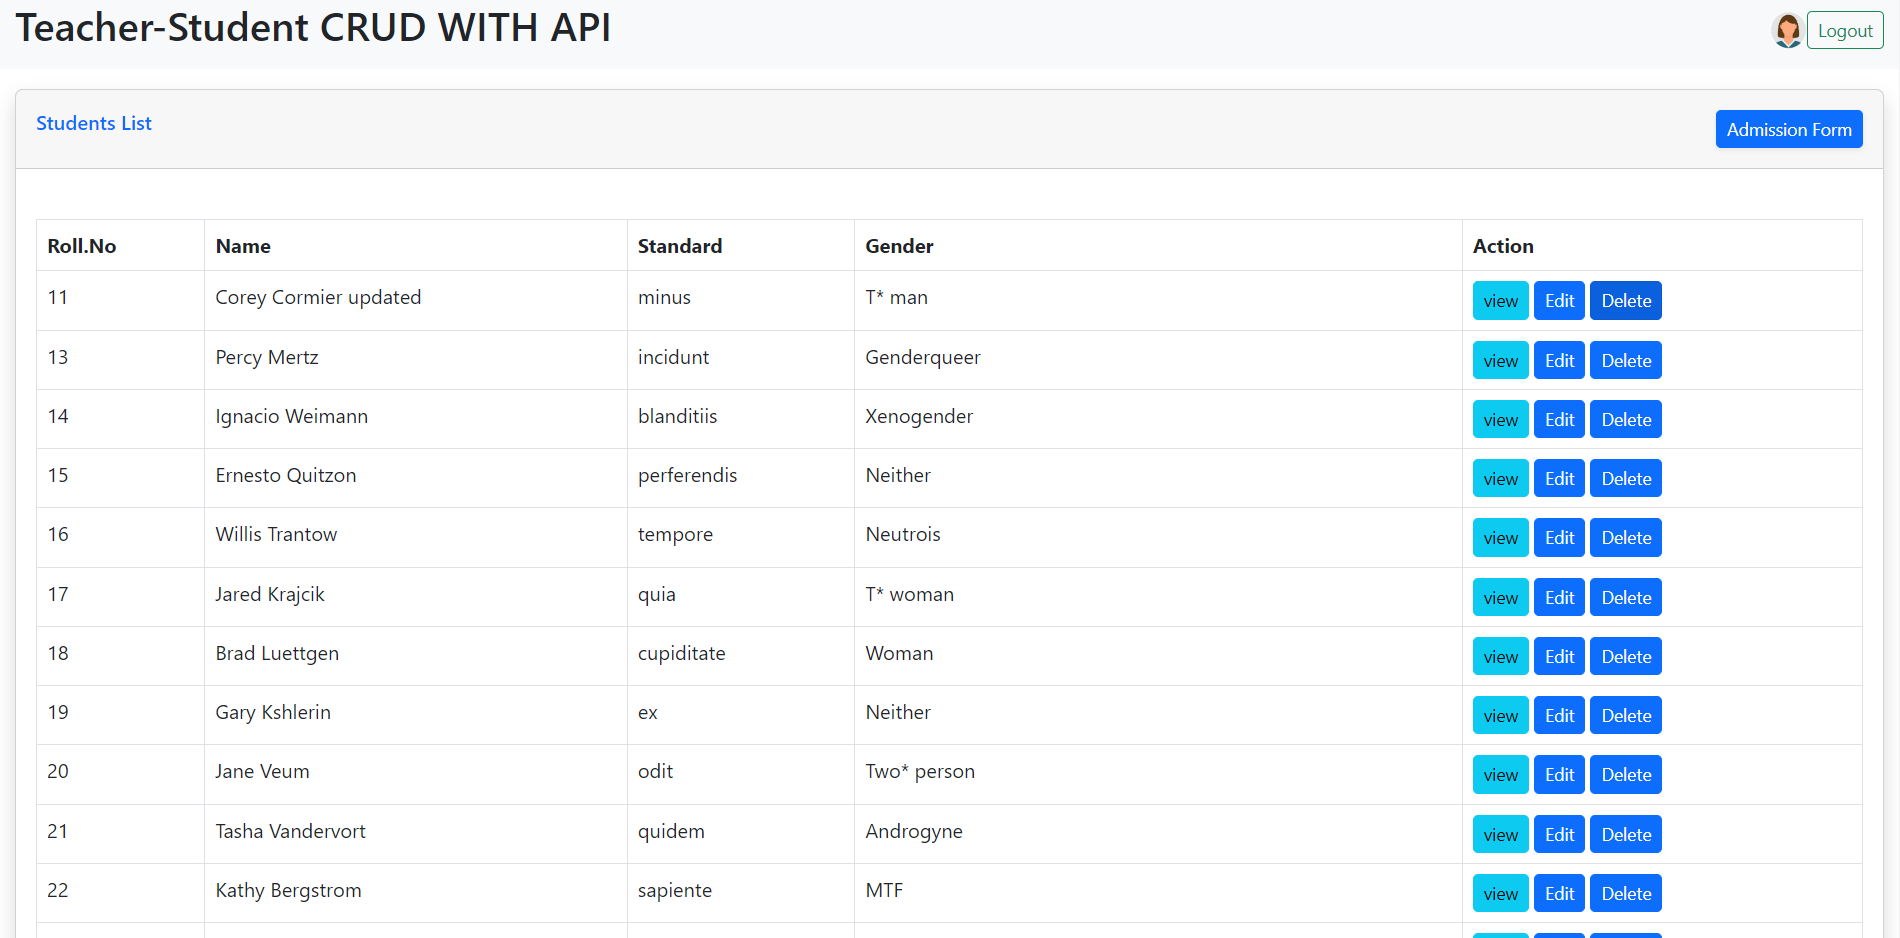 Teacher-Student CRUD WITH API
Logout
Students List
Admission Form
Roll.No Name Standard Gender Action
11 Corey Cormier updated minus T* man view Edit Delete
13 Percy Mertz incidunt Genderqueer view Edit Delete
14 Ignacio Weimann blanditiis Xenogender view Edit Delete
15 Ernesto Quitzon perferendis Neither view Edit Delete
16 Willis Trantow tempore Neutrois view Edit Delete
17 Jared Krajcik quia T* woman view Edit Delete
18 Brad Luettgen cupiditate Woman view Edit Delete
19 Gary Kshlerin ex Neither view Edit Delete
20 Jane Veum odit Two* person view Edit Delete
21 Tasha Vandervort quidem Androgyne view Edit Delete
22 Kathy Bergstrom sapiente MTF view Edit Delete